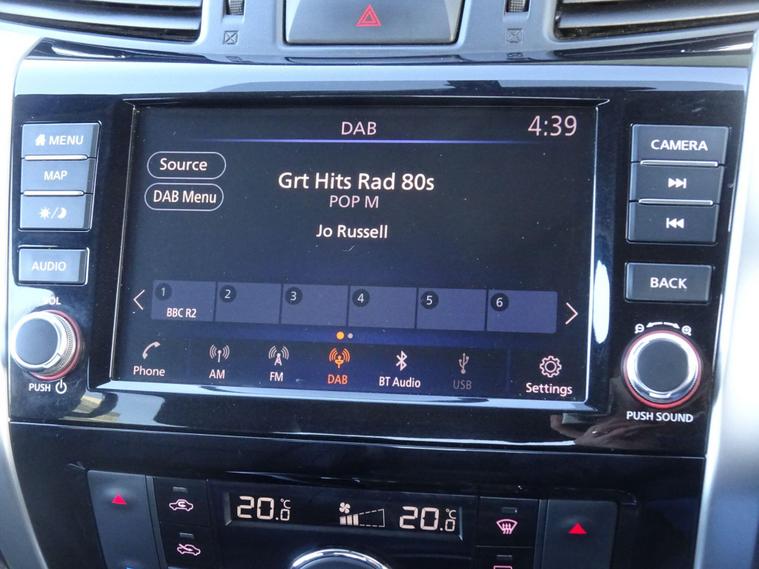 DAB
4:39
MENU
MAP
AUDIO
VOL
PUSH
Source
DAB Menu
Grt Hits Rad 80s
POP M
Jo Russell
1
2
3
4
5
6
BBC R2
Phone
AM
FM
DAB
BT Audio
USB
Settings
CAMERA
BACK
PUSH SOUND
20.0 °C
20.0 °C